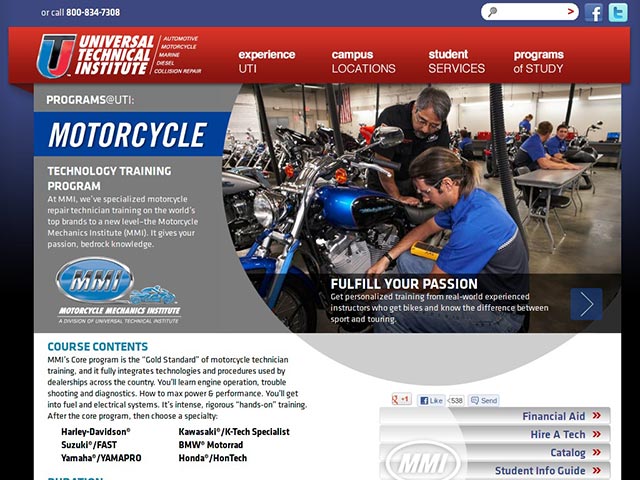 or call 800-834-7308
>
f
UNIVERSAL
TECHNICAL
INSTITUTE
AUTOMOTIVE
MOTORCYCLE
MARINE
DIESEL
COLLISION REPAIR
experience
UTI
campus
LOCATIONS
student
SERVICES
programs
of STUDY
PROGRAMS@UTI:
MOTORCYCLE
TECHNOLOGY TRAINING
PROGRAM
At MMI, we've specialized motorcycle
repair technician training on the world's
top brands to a new level–the Motorcycle
Mechanics Institute (MMI). It gives your
passion, bedrock knowledge.
MMI
MOTORCYCLE MECHANICS INSTITUTE
A DIVISION OF UNIVERSAL TECHNICAL INSTITUTE
FULFILL YOUR PASSION
Get personalized training from real-world experienced
instructors who get bikes and know the difference between
sport and touring.
COURSE CONTENTS
MMI's Core program is the "Gold Standard" of motorcycle technician
training, and it fully integrates technologies and procedures used by
dealerships across the country. You'll learn engine operation, trouble
shooting and diagnostics. How to max power & performance. You'll get
into fuel and electrical systems. It's intense, rigorous "hands-on" training.
After the core program, then choose a specialty:
Harley-Davidson® Kawasaki®/K-Tech Specialist
Suzuki®/FAST BMW® Motorrad
Yamaha®/YAMAPRO Honda®/HonTech
DURATION
+1 Like 538 Send
Financial Aid »
Hire A Tech »
Catalog »
Student Info Guide »
MMI